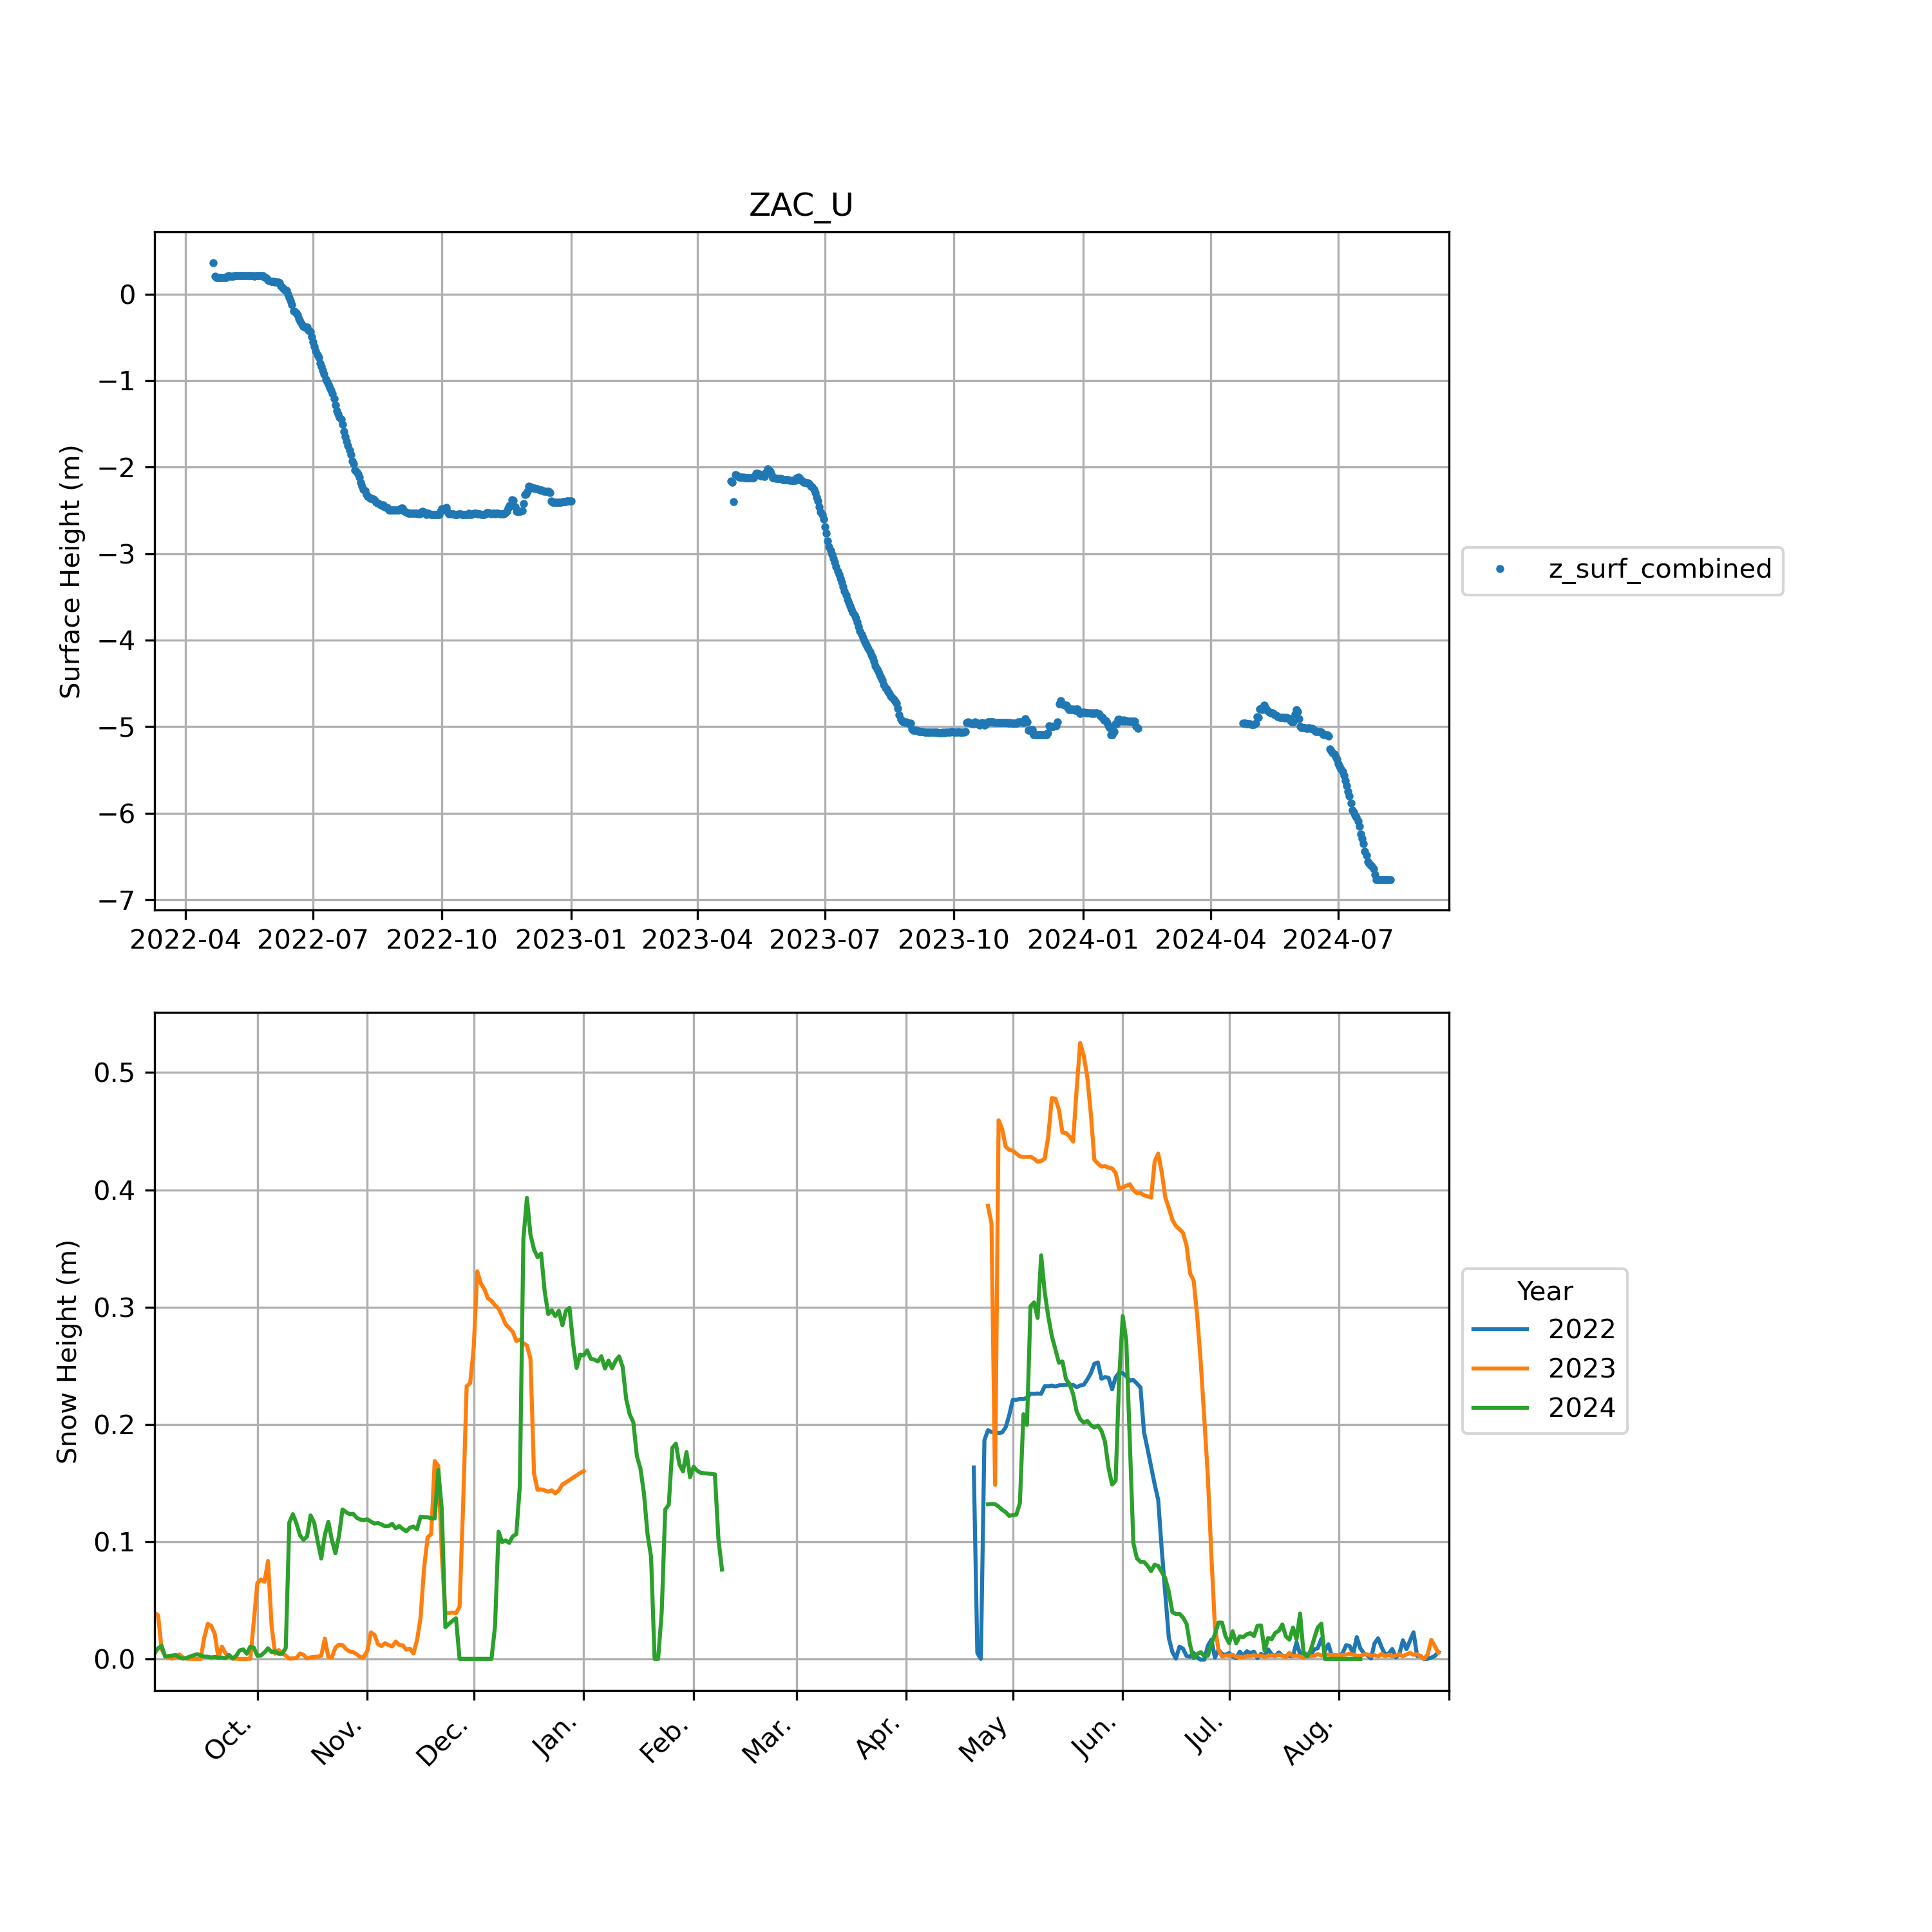 ZAC_U
Surface Height (m)
0
−1
−2
−3
−4
−5
−6
−7
2022-04 2022-07 2022-10 2023-01 2023-04 2023-07 2023-10 2024-01 2024-04 2024-07
z_surf_combined
Snow Height (m)
0.5
0.4
0.3
0.2
0.1
0.0
Oct. Nov. Dec. Jan. Feb. Mar. Apr. May Jun. Jul. Aug.
Year
2022
2023
2024